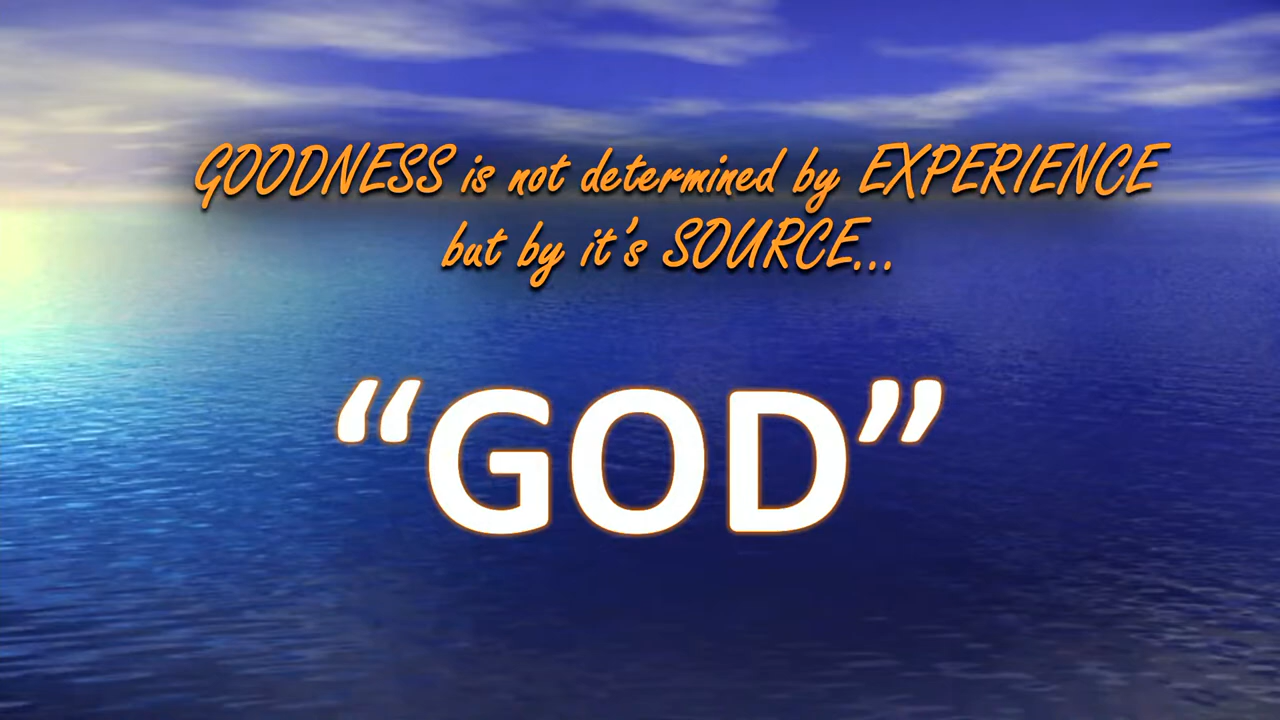 GOODNESS is not determined by EXPERIENCE
but by it's SOURCE...
“GOD”